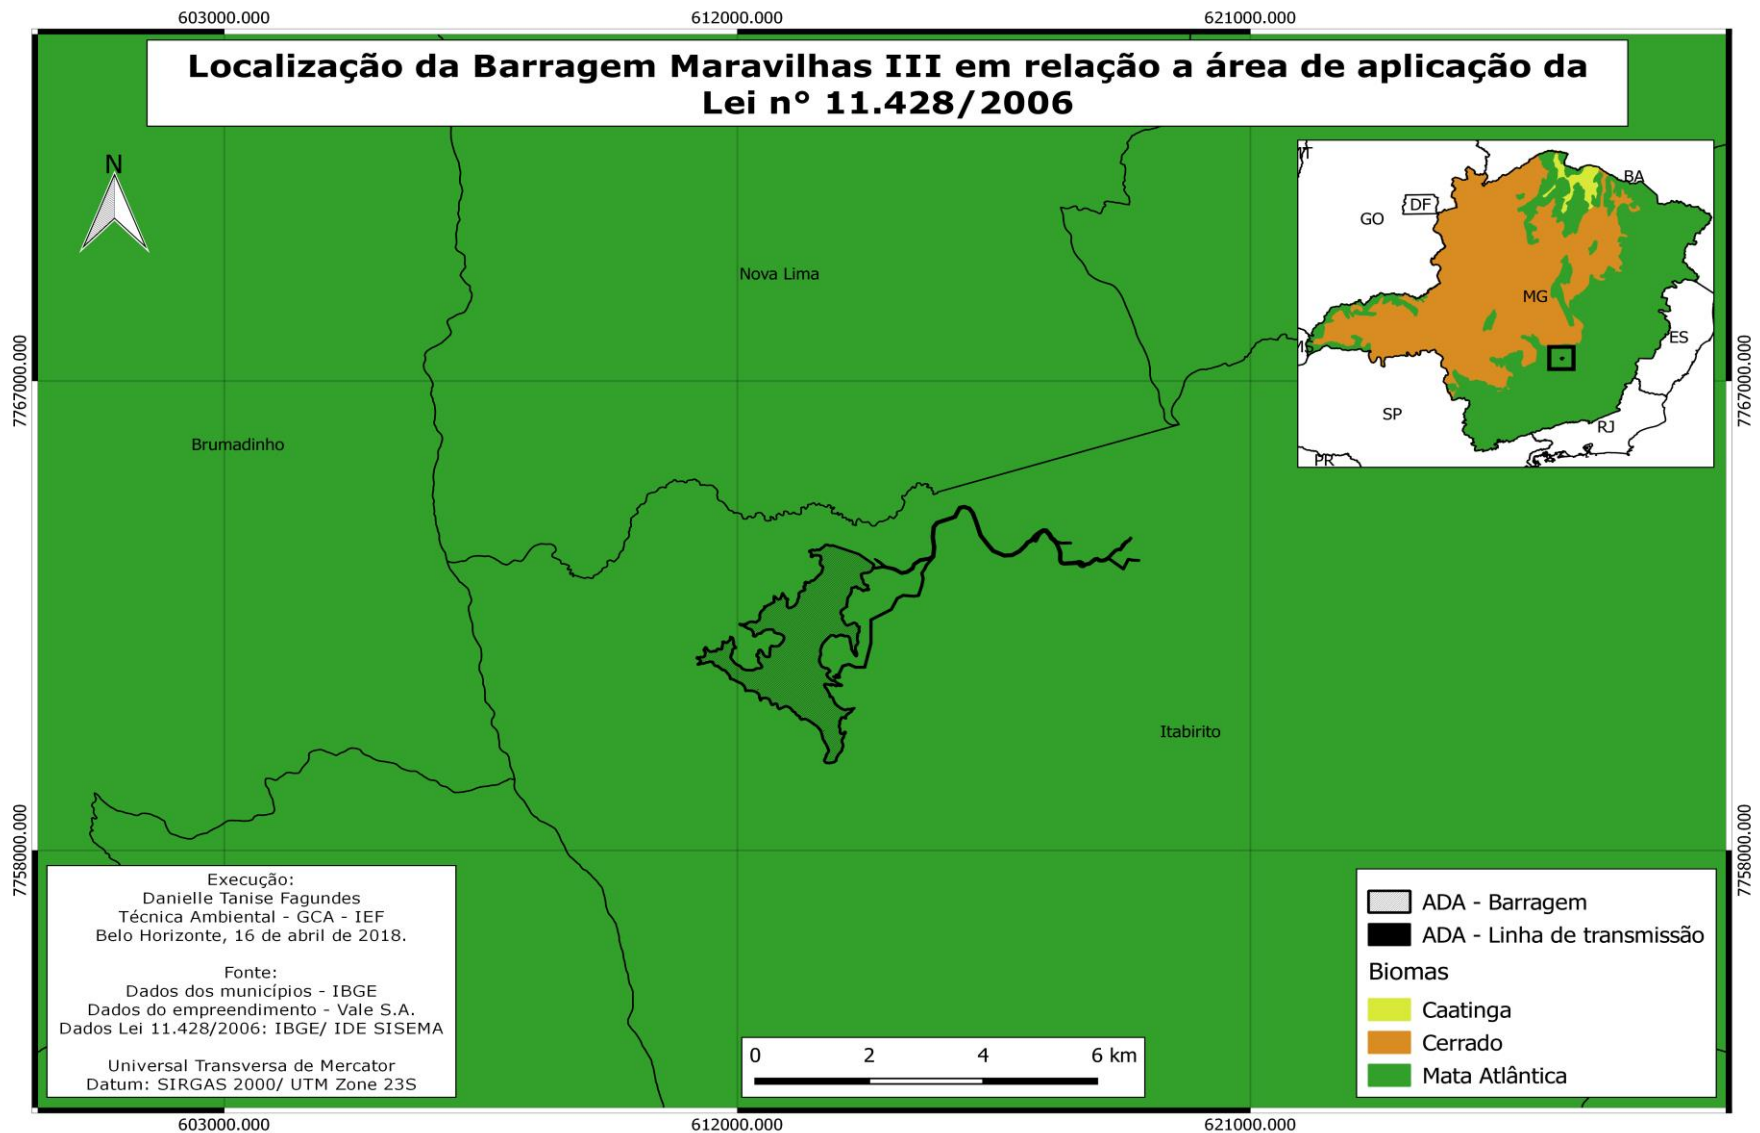 603000.000
612000.000
621000.000
Localização da Barragem Maravilhas III em relação a área de aplicação da
Lei n° 11.428/2006
N
BA
DF
GO
MG
ES
SP
RJ
PR
Nova Lima
7767000.000
7767000.000
Brumadinho
Itabirito
7758000.000
7758000.000
Execução:
Danielle Tanise Fagundes
Técnica Ambiental - GCA - IEF
Belo Horizonte, 16 de abril de 2018.
Fonte:
Dados dos municípios - IBGE
Dados do empreendimento - Vale S.A.
Dados Lei 11.428/2006: IBGE/ IDE SISEMA
Universal Transversa de Mercator
Datum: SIRGAS 2000/ UTM Zone 23S
0 2 4 6 km
ADA - Barragem
ADA - Linha de transmissão
Biomas
Caatinga
Cerrado
Mata Atlântica
603000.000
612000.000
621000.000